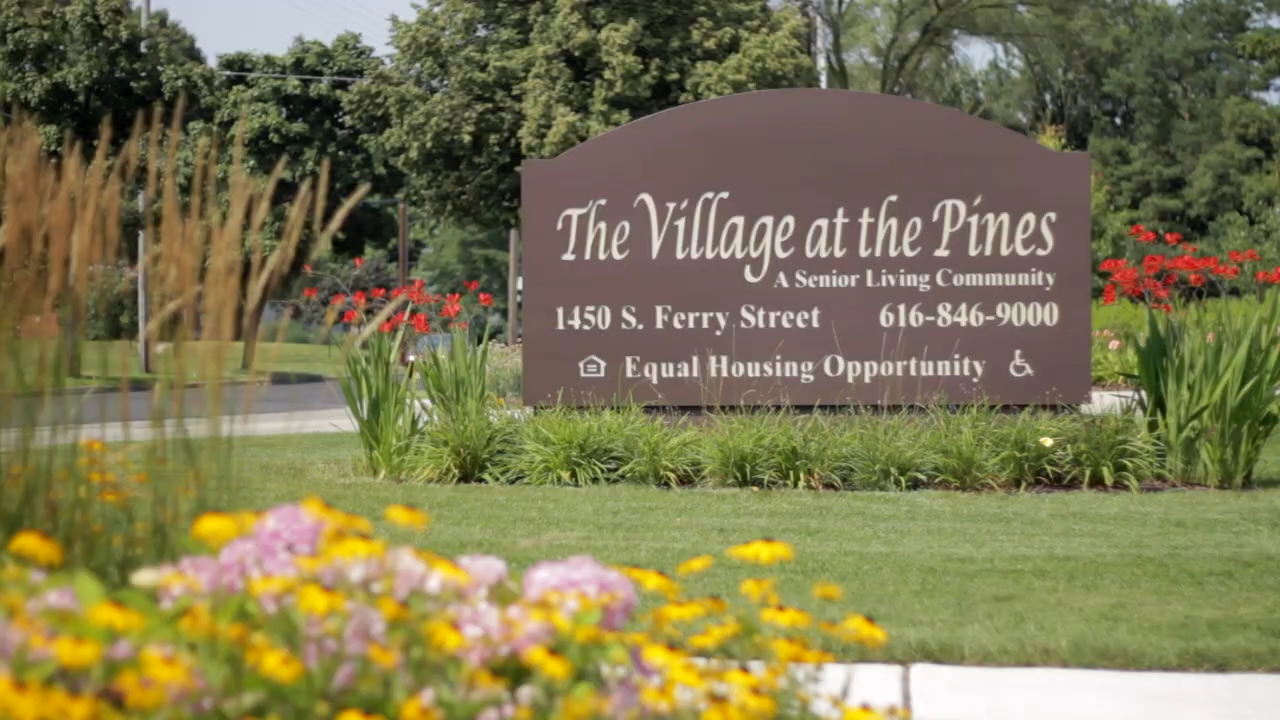 The Village at the Pines
A Senior Living Community
1450 S. Ferry Street 616-846-9000
Equal Housing Opportunity